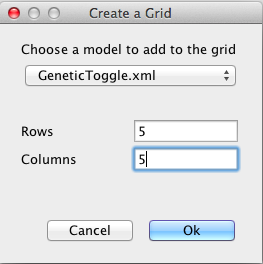 Create a Grid
Choose a model to add to the grid
GeneticToggle.xml
Rows 5
Columns 5
Cancel Ok